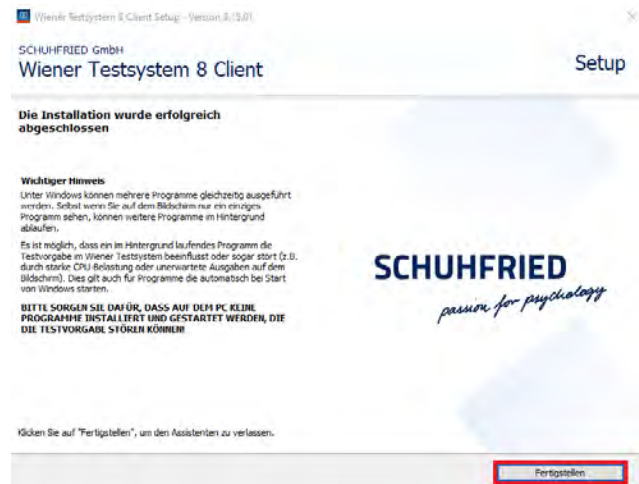 Wiener Testsystem 8 Client Setup - Version
SCHUHFRIED GmbH
Wiener Testsystem 8 Client
Setup
Die Installation wurde erfolgreich
abgeschlossen
Wichtiger Hinweis
Unter Windows können mehrere Programme gleichzeitig ausgeführt
werden. Selbst wenn Sie auf dem Bildschirm nur ein einziges
Programm sehen, können weitere Programme im Hintergrund
ablaufen.
Es ist möglich, dass ein im Hintergrund laufendes Programm die
Testvorgabe im Wiener Testsystem beeinflusst oder sogar stört (z.B.
durch starke CPU-Belastung oder unerwartete Ausgaben auf dem
Bildschirm). Dies gilt auch für Programme die automatisch bei Start
von Windows starten.
BITTE SORGEN SIE DAFÜR, DASS AUF DEM PC KEINE
PROGRAMME INSTALLIERT UND GESTARTET WERDEN, DIE
DIE TESTVORGABE STÖREN KÖNNEN!
SCHUHFRIED
passion for psychology
Klicken Sie auf "Fertigstellen", um den Assistenten zu verlassen.
Fertigstellen